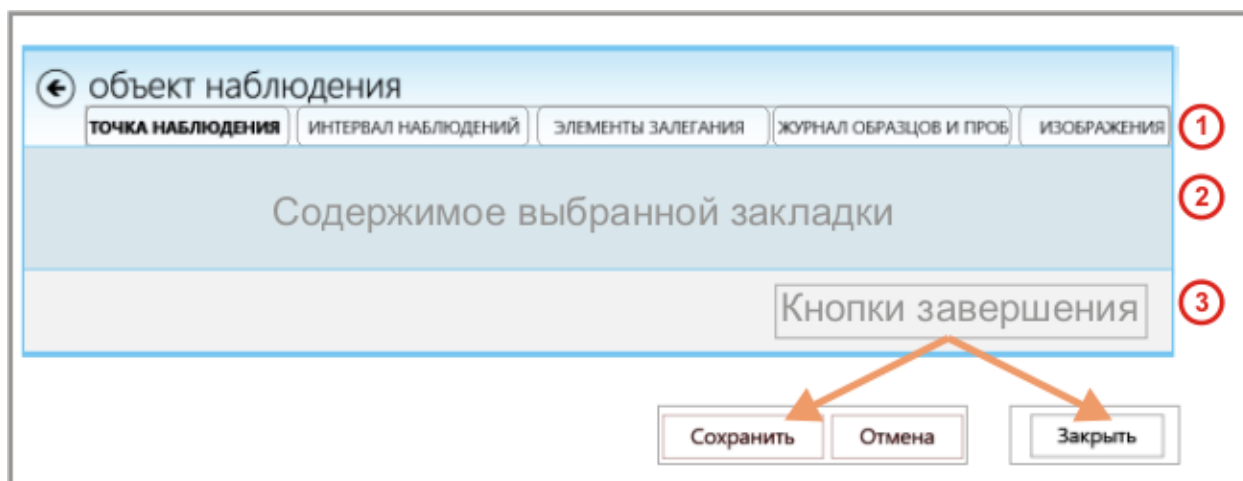 объект наблюдения
ТОЧКА НАБЛЮДЕНИЯ ИНТЕРВАЛ НАБЛЮДЕНИЙ ЭЛЕМЕНТЫ ЗАЛЕГАНИЯ ЖУРНАЛ ОБРАЗЦОВ И ПРОБ ИЗОБРАЖЕНИЯ 1
Содержимое выбранной закладки 2
Кнопки завершения 3
Сохранить Отмена Закрыть